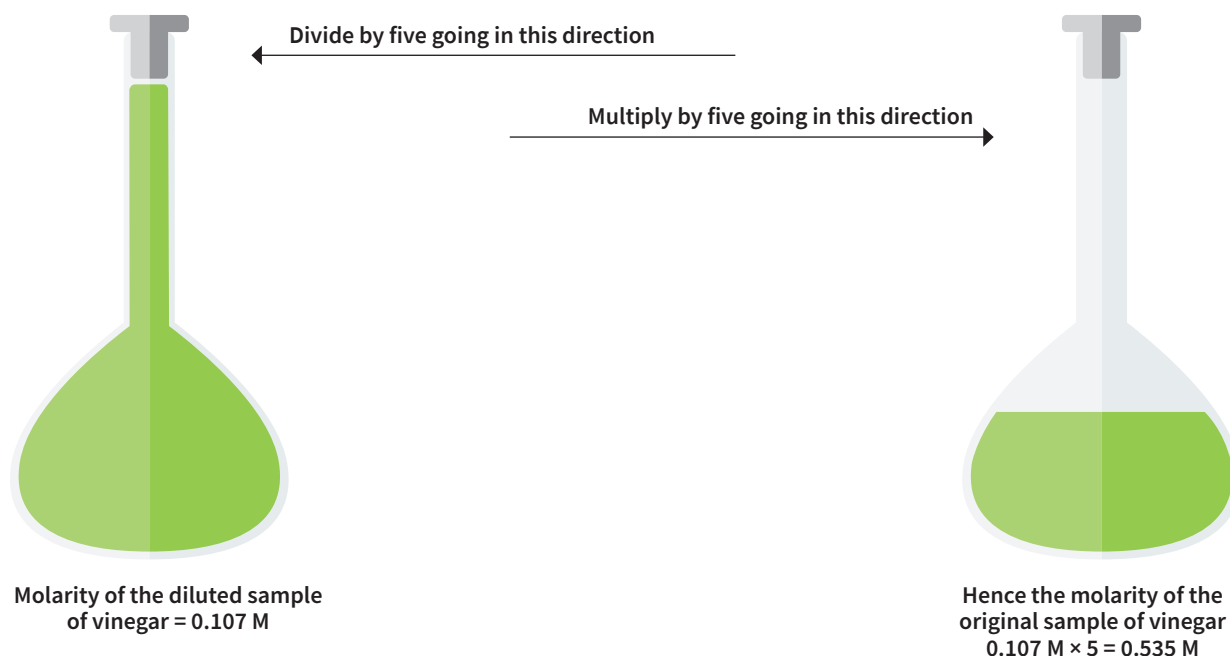 Divide by five going in this direction
Multiply by five going in this direction
Molarity of the diluted sample
of vinegar = 0.107 M
Hence the molarity of the
original sample of vinegar
0.107 M × 5 = 0.535 M